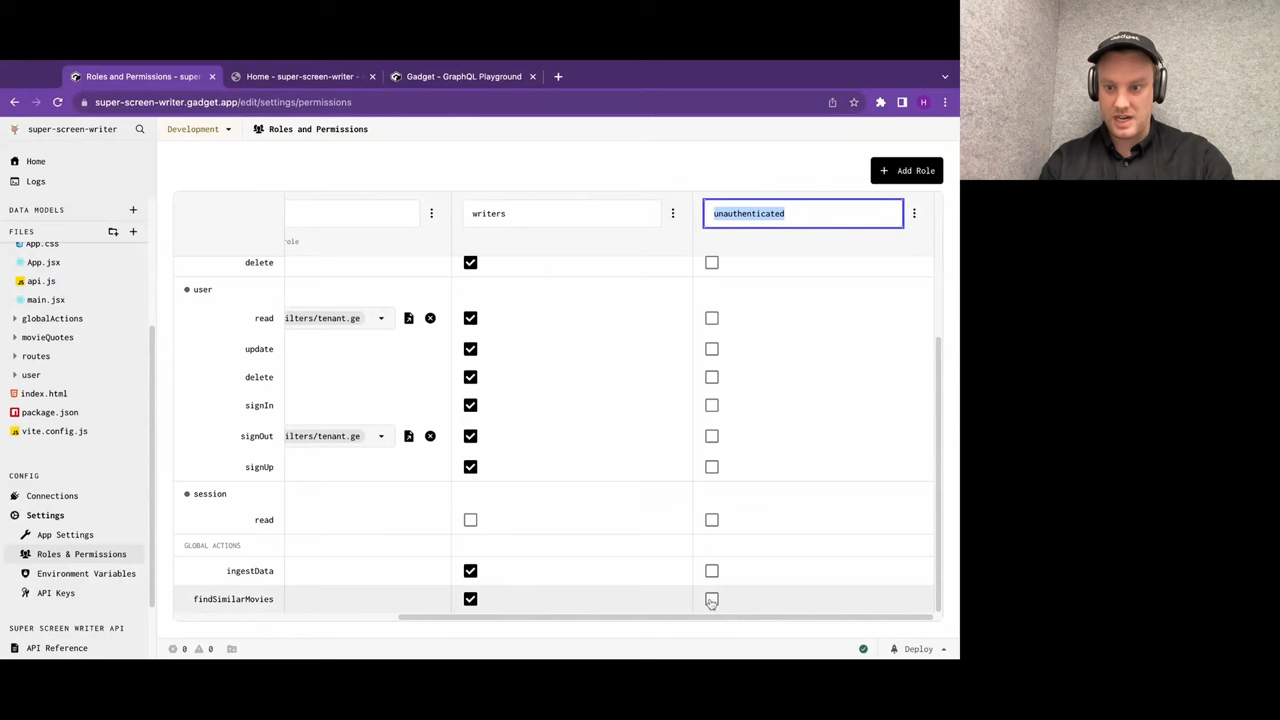 Roles and Permissions - super
Home - super-screen-writer -
Gadget - GraphQL Playground
super-screen-writer.gadget.app/edit/settings/permissions
H
super-screen-writer
Development
Roles and Permissions
Home
Logs
DATA MODELS
FILES
App.css
App.jsx
api.js
main.jsx
globalActions
movieQuotes
routes
user
index.html
package.json
vite.config.js
CONFIG
Connections
Settings
App Settings
Roles & Permissions
Environment Variables
API Keys
SUPER SCREEN WRITER API
API Reference
+ Add Role
writers
unauthenticated
role
delete
user
read
ilters/tenant.ge
update
delete
signIn
signOut
ilters/tenant.ge
signUp
session
read
GLOBAL ACTIONS
ingestData
findSimilarMovies
0
0
Deploy
gadget